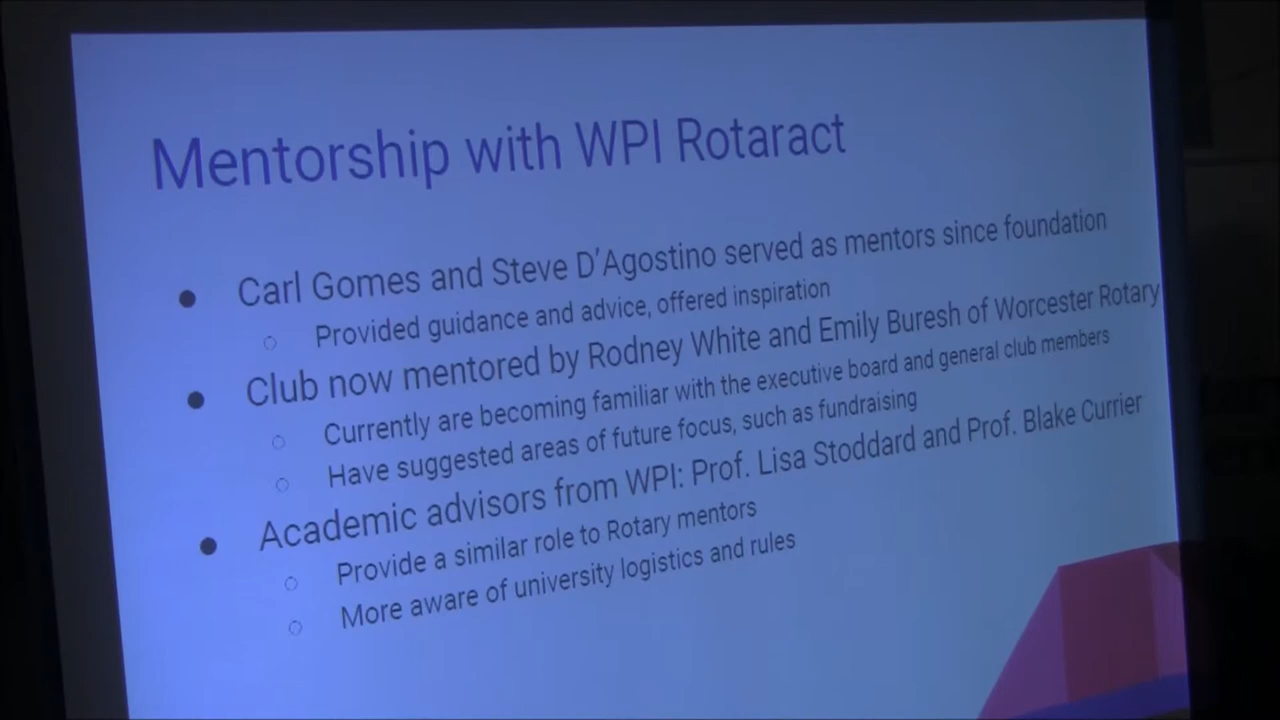 Mentorship with WPI Rotaract
● Carl Gomes and Steve D'Agostino served as mentors since foundation
○ Provided guidance and advice, offered inspiration
● Club now mentored by Rodney White and Emily Buresh of Worcester Rotary
○ Currently are becoming familiar with the executive board and general club members
○ Have suggested areas of future focus, such as fundraising
● Academic advisors from WPI: Prof. Lisa Stoddard and Prof. Blake Currier
○ Provide a similar role to Rotary mentors
○ More aware of university logistics and rules